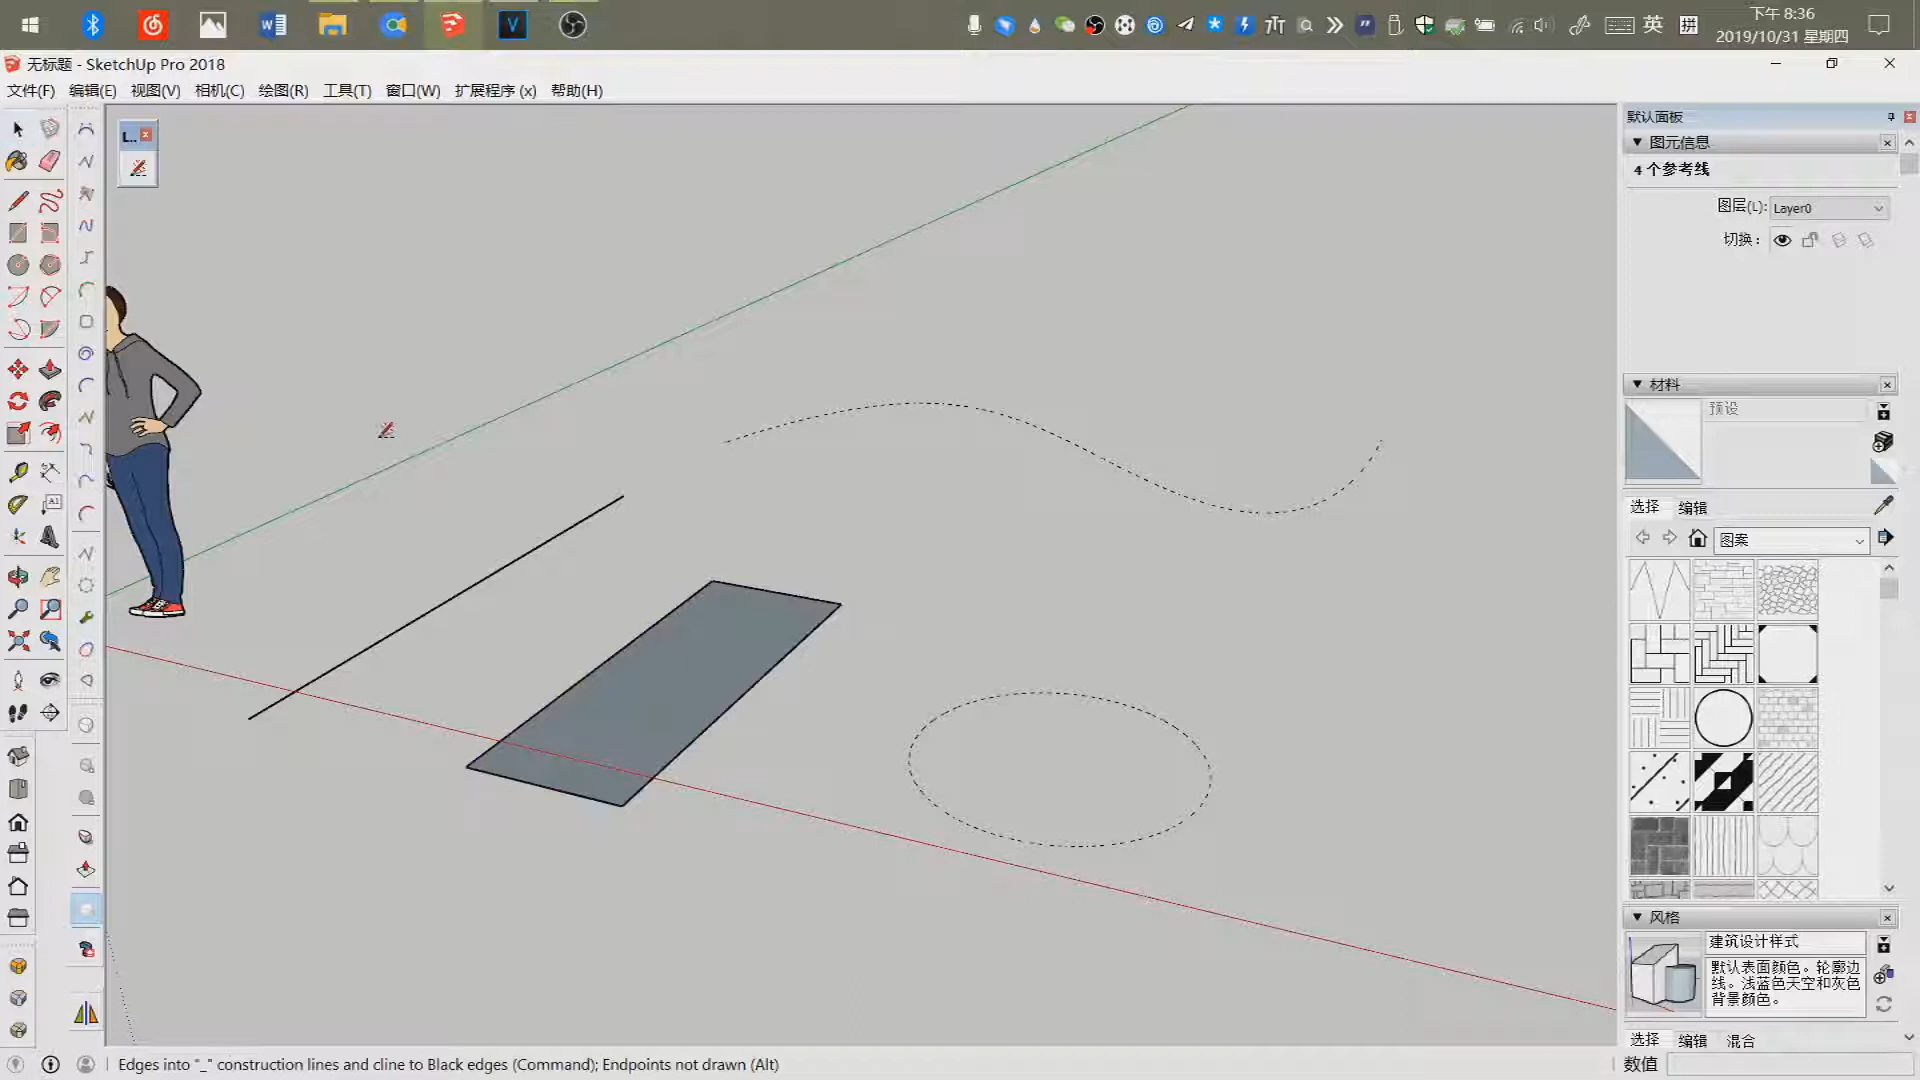 下午 8:36
英
拼
2019/10/31 星期四
无标题 - SketchUp Pro 2018
文件(F) 编辑(E) 视图(V) 相机(C) 绘图(R) 工具(T) 窗口(W) 扩展程序 (x) 帮助(H)
L...
默认面板
图元信息
4 个参考线
图层(L): Layer0
切换：
材料
预设
选择 编辑
图案
风格
建筑设计样式
默认表面颜色。轮廓边
线。浅蓝色天空和灰色
背景颜色。
选择 编辑 混合
Edges into "_" construction lines and cline to Black edges (Command); Endpoints not drawn (Alt)
数值